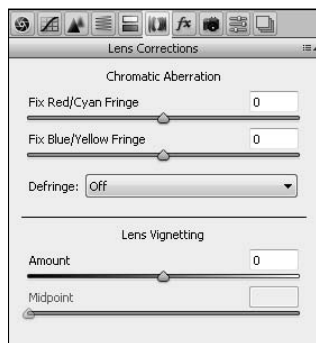 fx
Lens Corrections
Chromatic Aberration
Fix Red/Cyan Fringe 0
Fix Blue/Yellow Fringe 0
Defringe: Off
Lens Vignetting
Amount 0
Midpoint